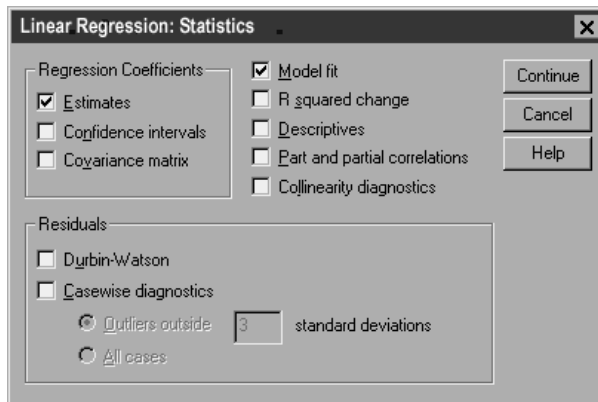 Linear Regression: Statistics
Regression Coefficients
Estimates
Confidence intervals
Covariance matrix
Model fit
R squared change
Descriptives
Part and partial correlations
Collinearity diagnostics
Continue
Cancel
Help
Residuals
Durbin-Watson
Casewise diagnostics
Outliers outside 3 standard deviations
All cases